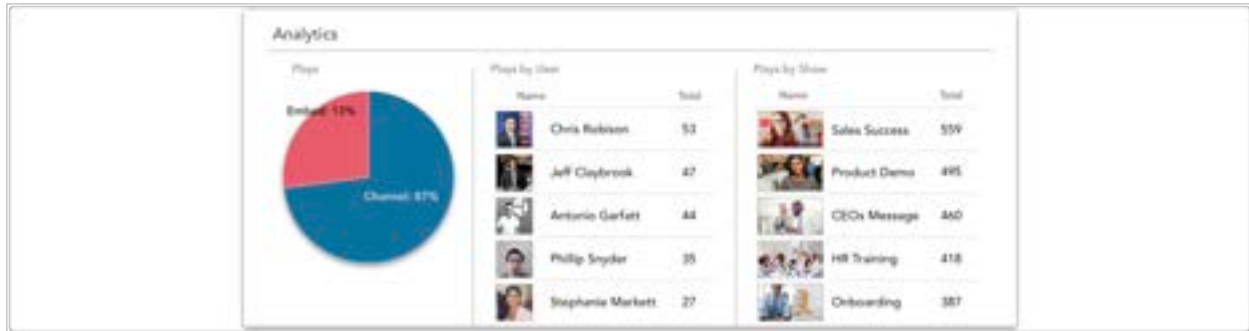 Analytics
Plays
Embed: 13%
Channel: 87%
Plays by User
Name Total
Chris Robison 53
Jeff Claybrook 47
Antonio Garfatt 44
Phillip Snyder 35
Stephanie Markett 27
Plays by Show
Name Total
Sales Success 559
Product Demo 495
CEOs Message 460
HR Training 418
Onboarding 387